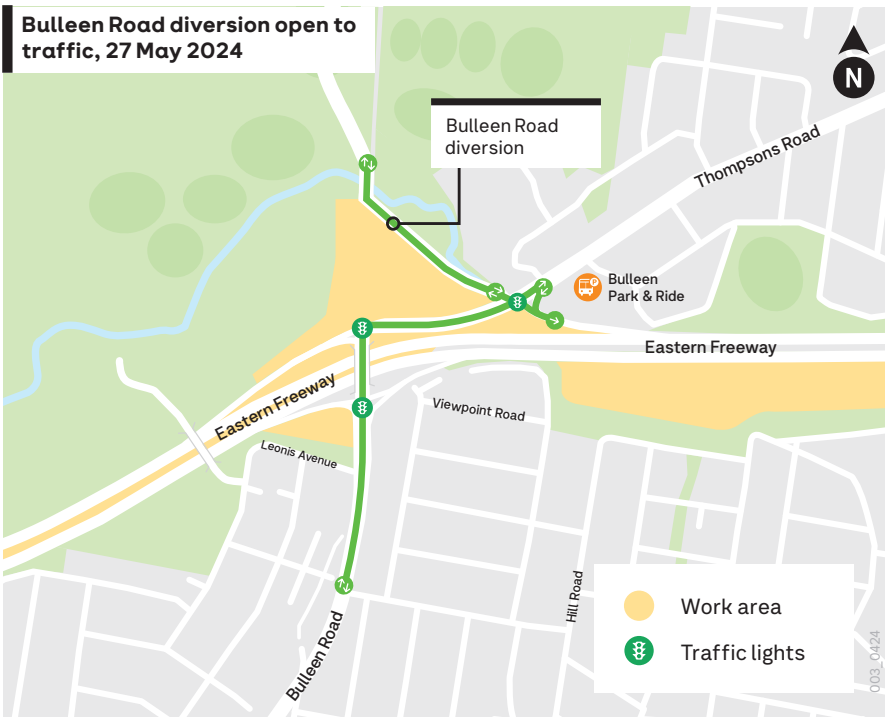 Bulleen Road diversion open to
traffic, 27 May 2024
N
Bulleen Road
diversion
Thompsons Road
P
Bulleen
Park & Ride
Eastern Freeway
Eastern Freeway
Viewpoint Road
Leonis Avenue
Hill Road
Bulleen Road
Work area
Traffic lights
003_0424